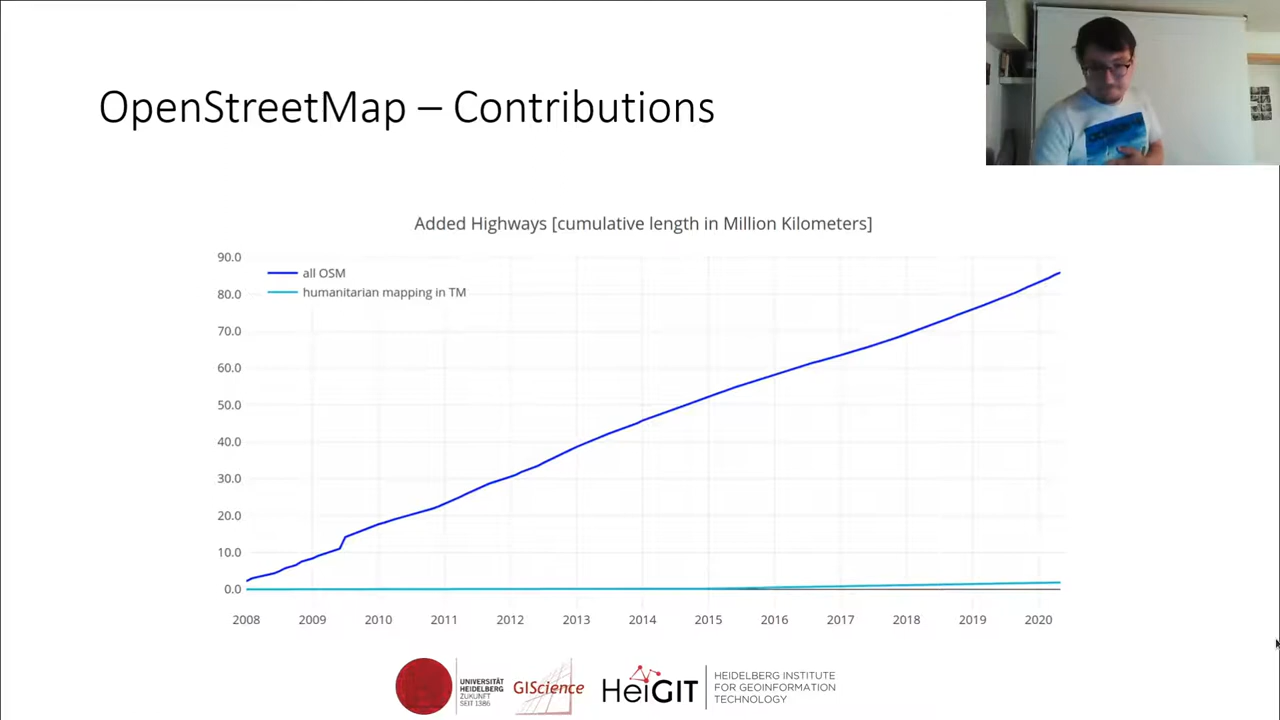 OpenStreetMap – Contributions
Added Highways [cumulative length in Million Kilometers]
90.0
all OSM
humanitarian mapping in TM
80.0
70.0
60.0
50.0
40.0
30.0
20.0
10.0
0.0
2008 2009 2010 2011 2012 2013 2014 2015 2016 2017 2018 2019 2020
UNIVERSITÄT
HEIDELBERG
ZUKUNFT
SEIT 1386
GIScience
HeiGIT
HEIDELBERG INSTITUTE
FOR GEOINFORMATION
TECHNOLOGY